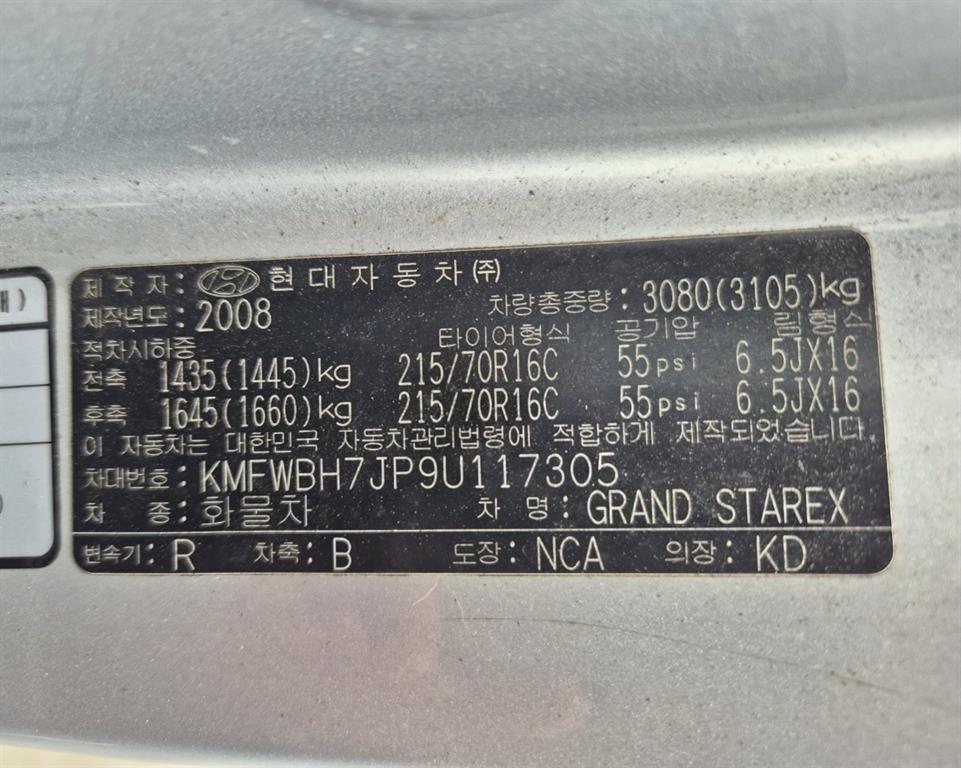 제 작 자: 현대자동차㈜
제작년도: 2008 차량총중량: 3080(3105)kg
적차시하중 타이어형식 공기압 림형식
전축 1435(1445)kg 215/70R16C 55psi 6.5JX16
후축 1645(1660)kg 215/70R16C 55psi 6.5JX16
이 자동차는 대한민국 자동차관리법령에 적합하게 제작되었습니다.
차대번호: KMFWBH7JP9U117305
차 종: 화물차 차 명: GRAND STAREX
변속기: R 차축: B 도장: NCA 의장: KD